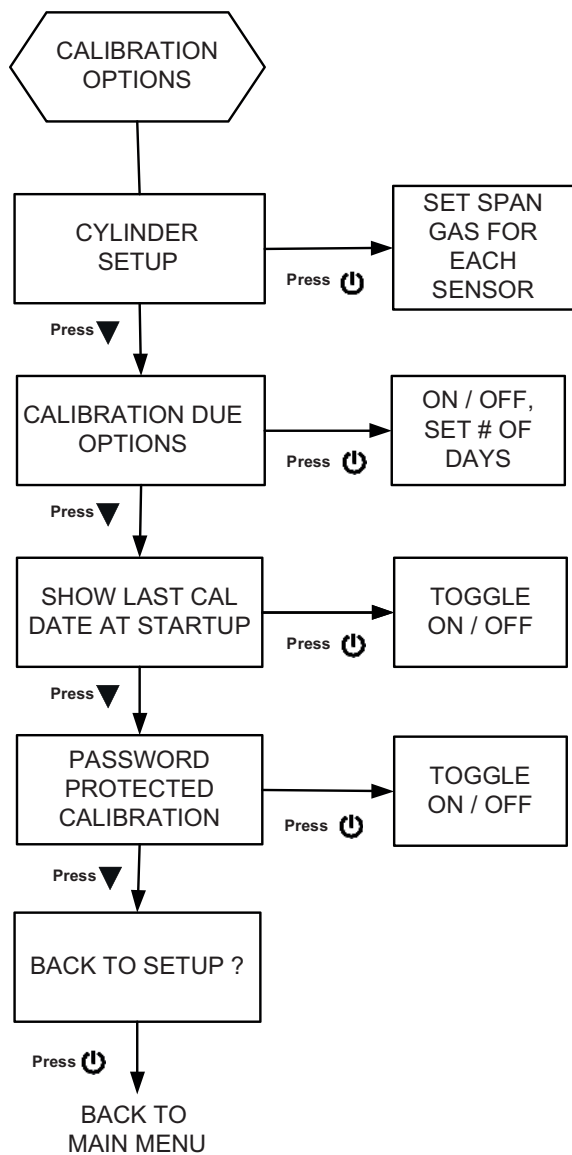 CALIBRATION
OPTIONS
CYLINDER
SETUP
Press
SET SPAN
GAS FOR
EACH
SENSOR
Press
CALIBRATION DUE
OPTIONS
Press
ON / OFF,
SET # OF
DAYS
Press
SHOW LAST CAL
DATE AT STARTUP
Press
TOGGLE
ON / OFF
Press
PASSWORD
PROTECTED
CALIBRATION
Press
TOGGLE
ON / OFF
Press
BACK TO SETUP ?
Press
BACK TO
MAIN MENU